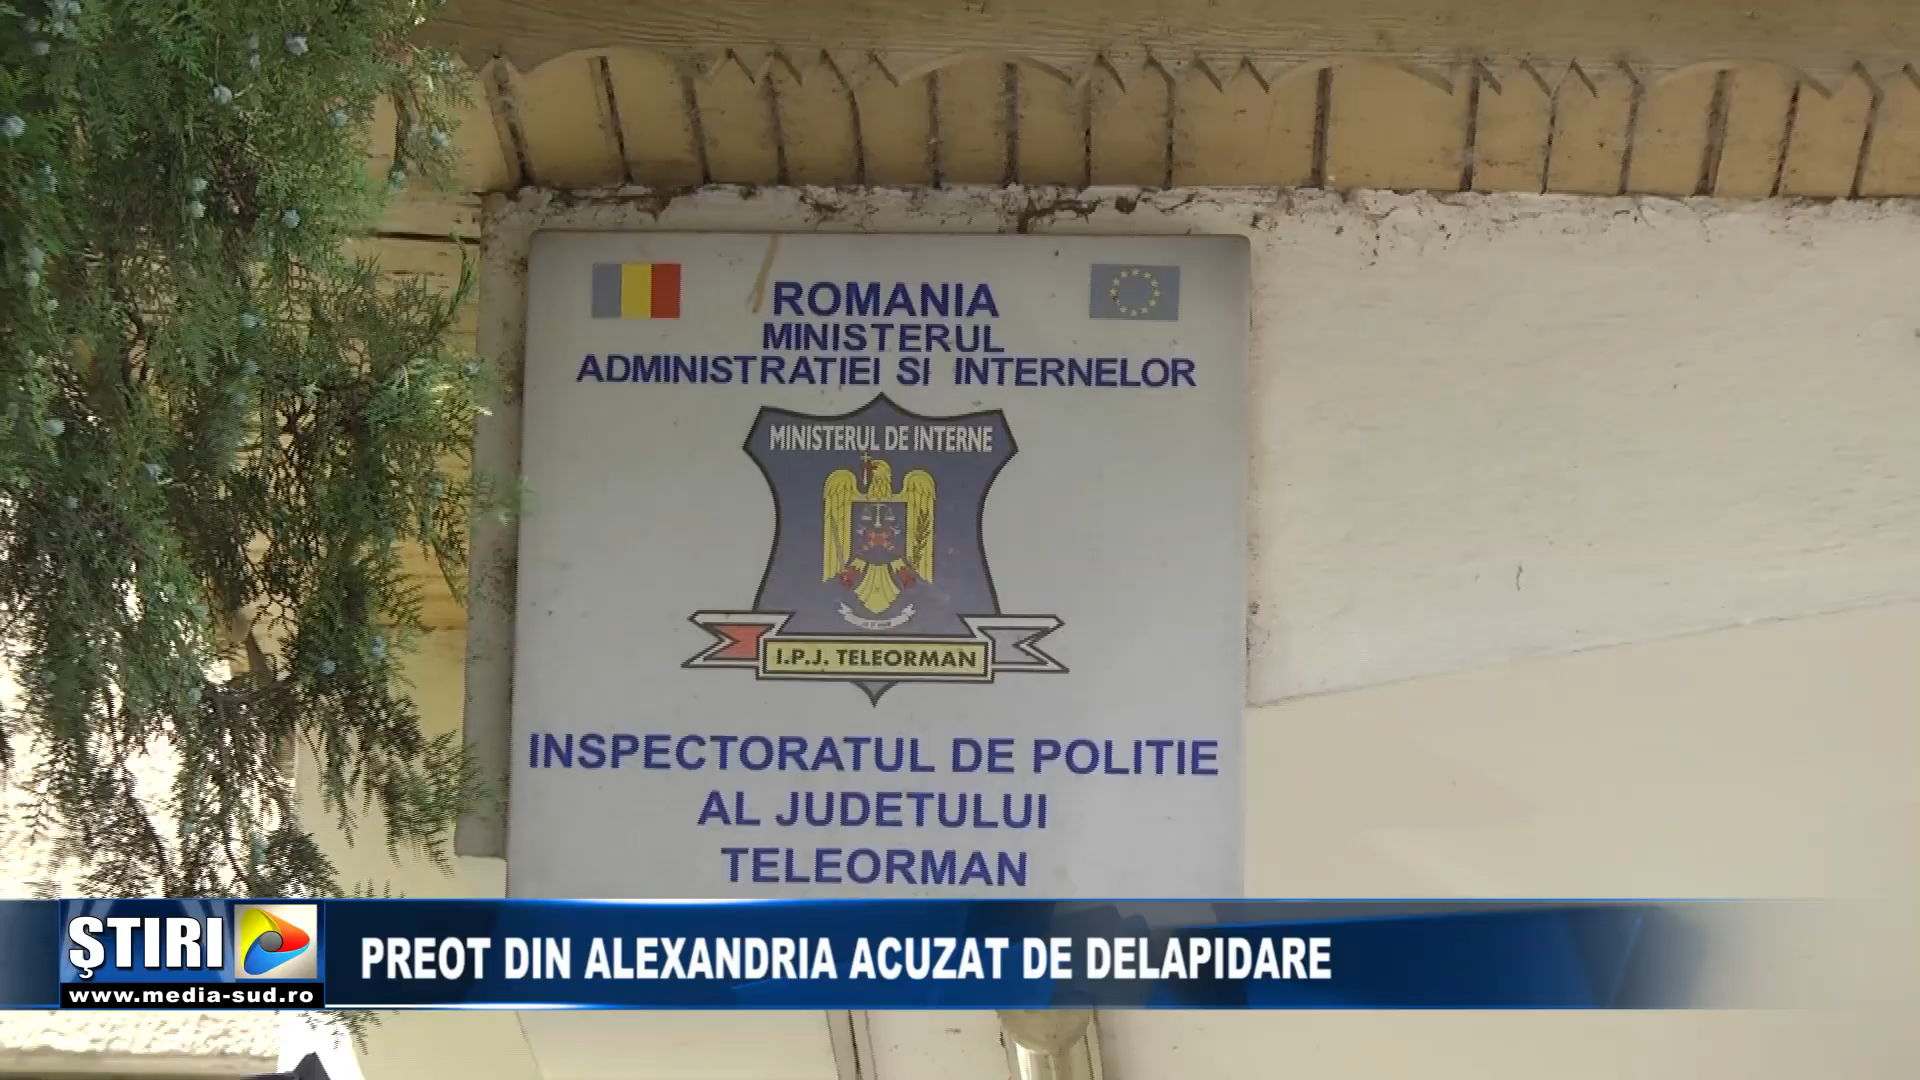 ROMANIA
MINISTERUL
ADMINISTRATIEI SI INTERNELOR
MINISTERUL DE INTERNE
I.P.J. TELEORMAN
INSPECTORATUL DE POLITIE
AL JUDETULUI
TELEORMAN
ŞTIRI
www.media-sud.ro
PREOT DIN ALEXANDRIA ACUZAT DE DELAPIDARE